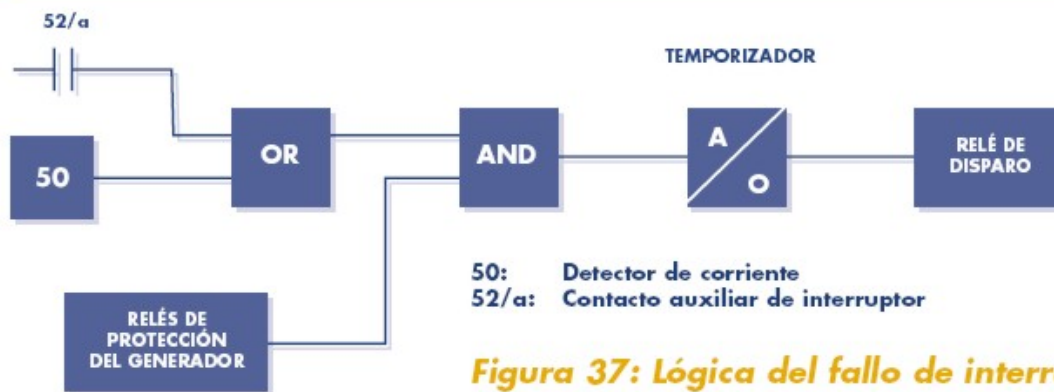 52/a
TEMPORIZADOR
50
OR
AND
A
O
RELÉ DE
DISPARO
RELÉS DE
PROTECCIÓN
DEL GENERADOR
50: Detector de corriente
52/a: Contacto auxiliar de interruptor
Figura 37: Lógica del fallo de